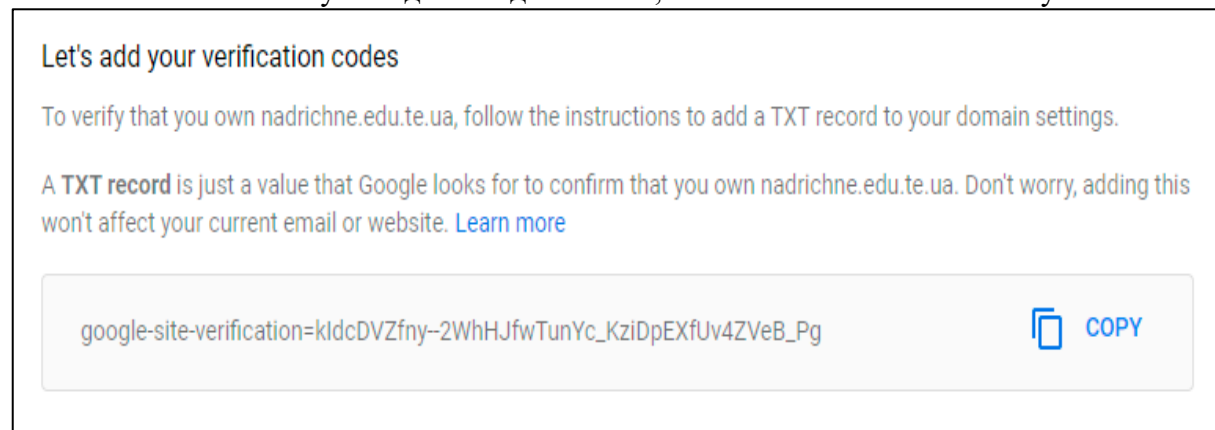 Let's add your verification codes
To verify that you own nadrichne.edu.te.ua, follow the instructions to add a TXT record to your domain settings.
A TXT record is just a value that Google looks for to confirm that you own nadrichne.edu.te.ua. Don't worry, adding this
won't affect your current email or website. Learn more
google-site-verification=kIdcDVZfny--2WhHJfwTunYc_KziDpEXfUv4ZVeB_Pg
COPY